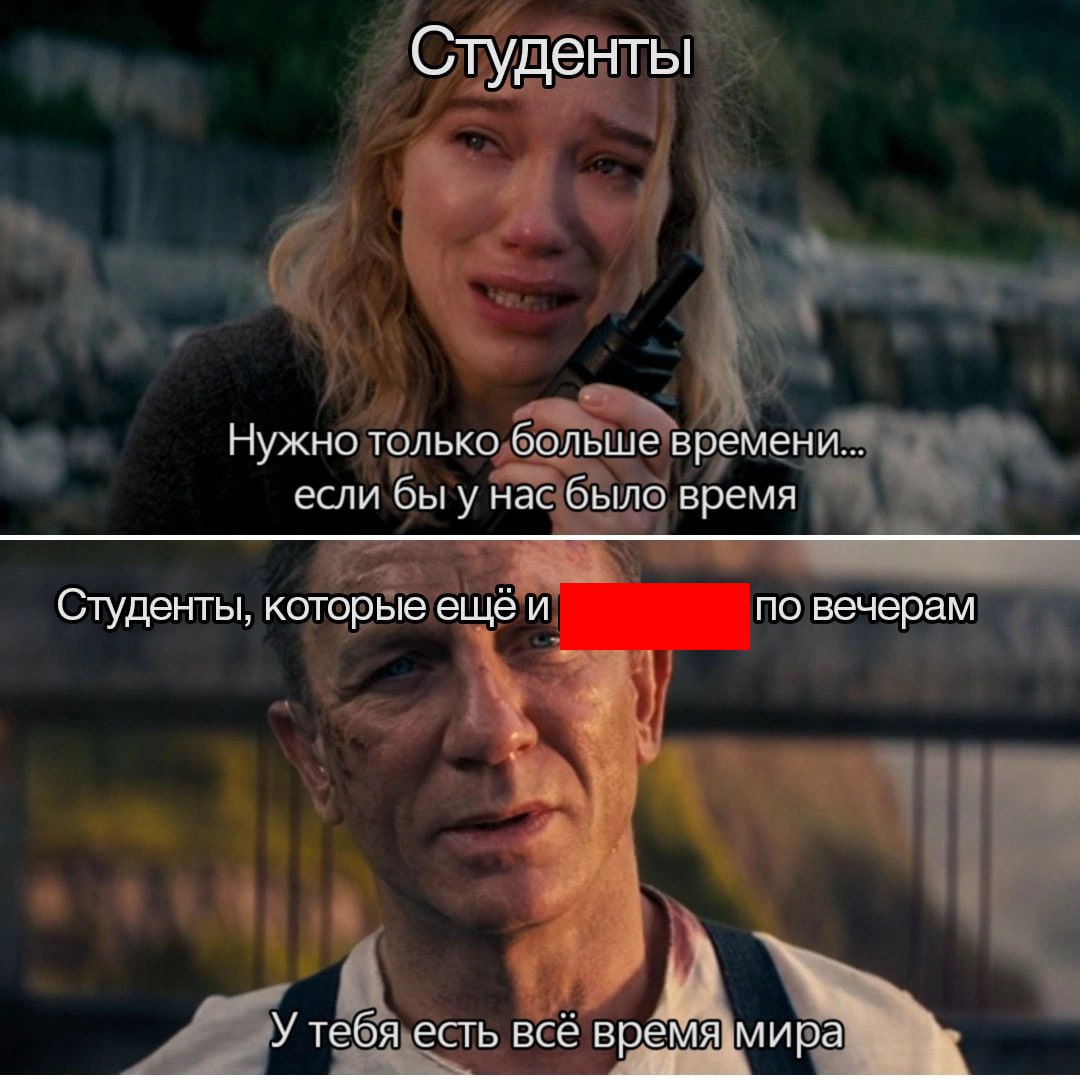 Студенты
Нужно только больше времени...
если бы у нас было время
Студенты, которые ещё и по вечерам
У тебя есть всё время мира